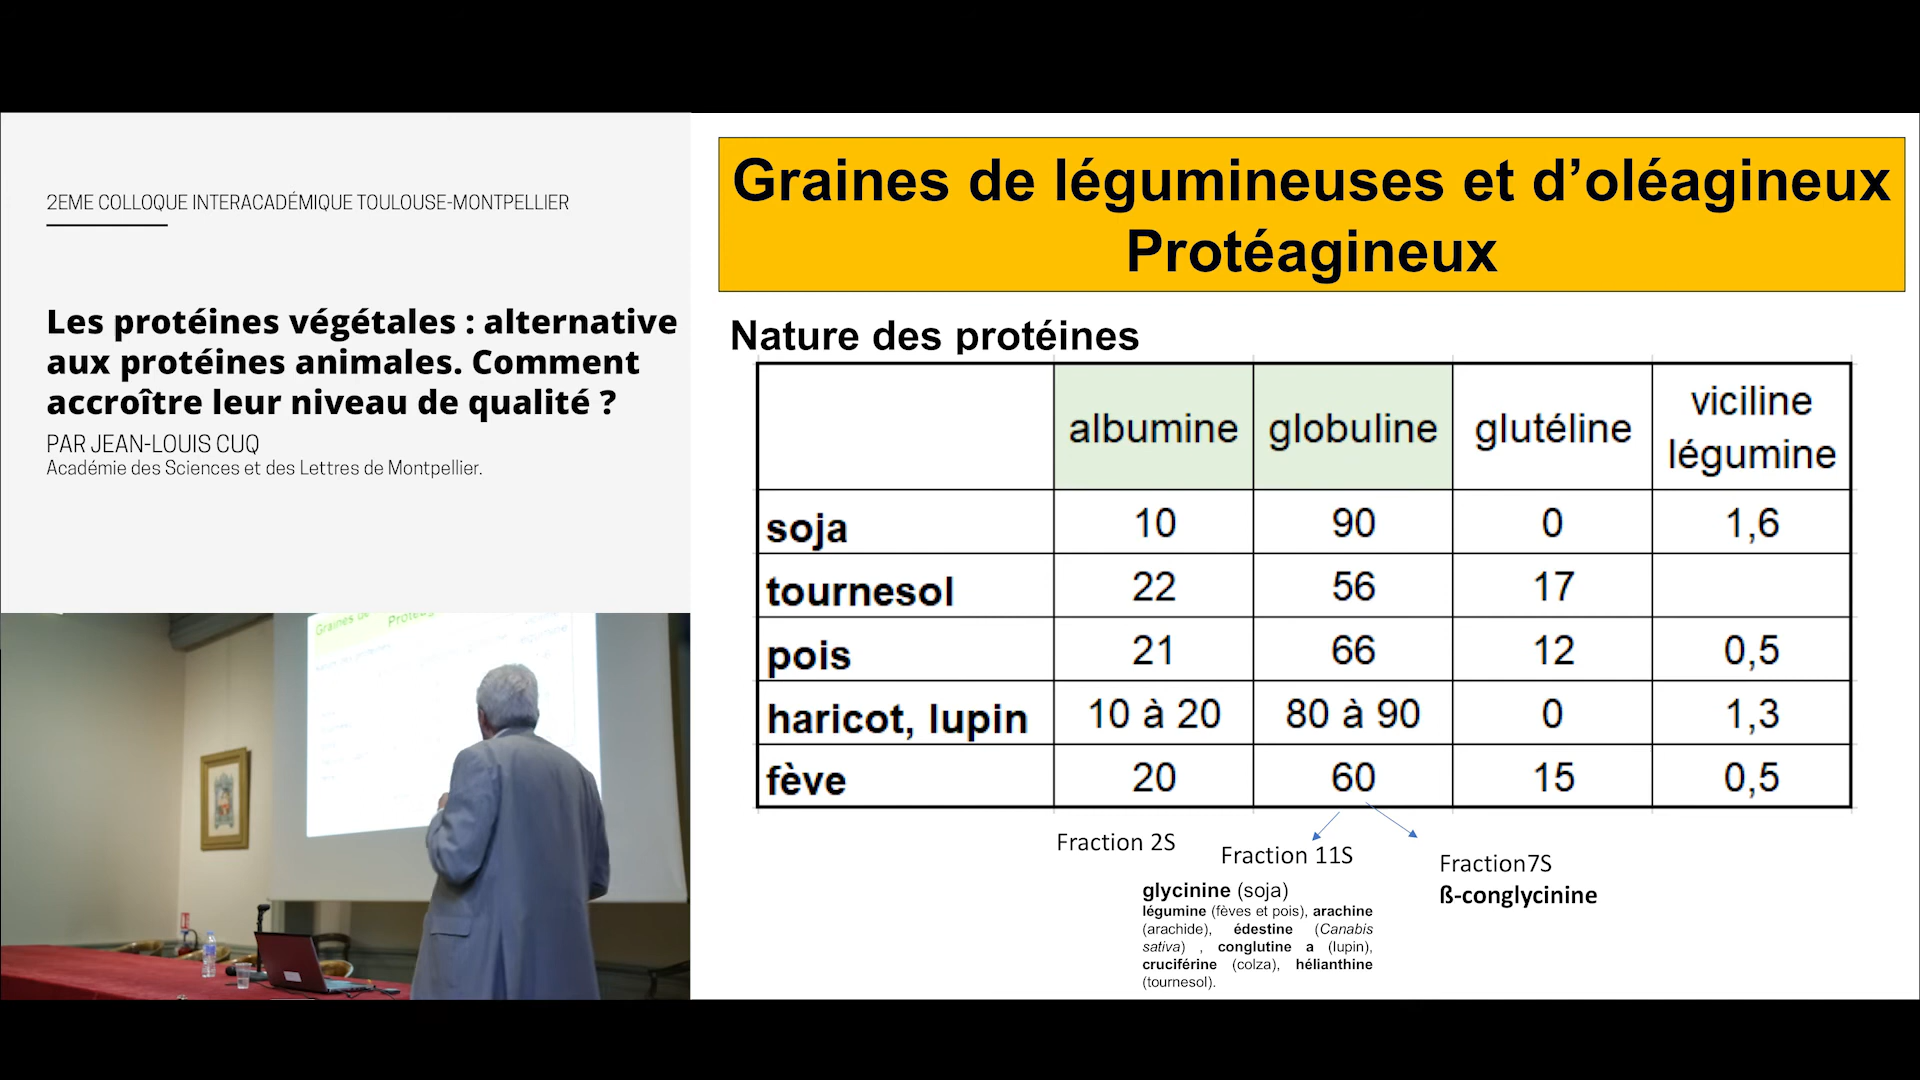 2EME COLLOQUE INTERACADÉMIQUE TOULOUSE-MONTPELLIER
Les protéines végétales : alternative
aux protéines animales. Comment
accroître leur niveau de qualité ?
PAR JEAN-LOUIS CUQ
Académie des Sciences et des Lettres de Montpellier.
Graines de légumineuses et d’oléagineux
Protéagineux
Nature des protéines
albumine globuline glutéline viciline légumine
soja 10 90 0 1,6
tournesol 22 56 17
pois 21 66 12 0,5
haricot, lupin 10 à 20 80 à 90 0 1,3
fève 20 60 15 0,5
Fraction 2S
Fraction 11S
Fraction7S
ß-conglycinine
glycinine (soja)
légumine (fèves et pois), arachine
(arachide), édestine (Canabis
sativa) , conglutine a (lupin),
cruciférine (colza), hélianthine
(tournesol).